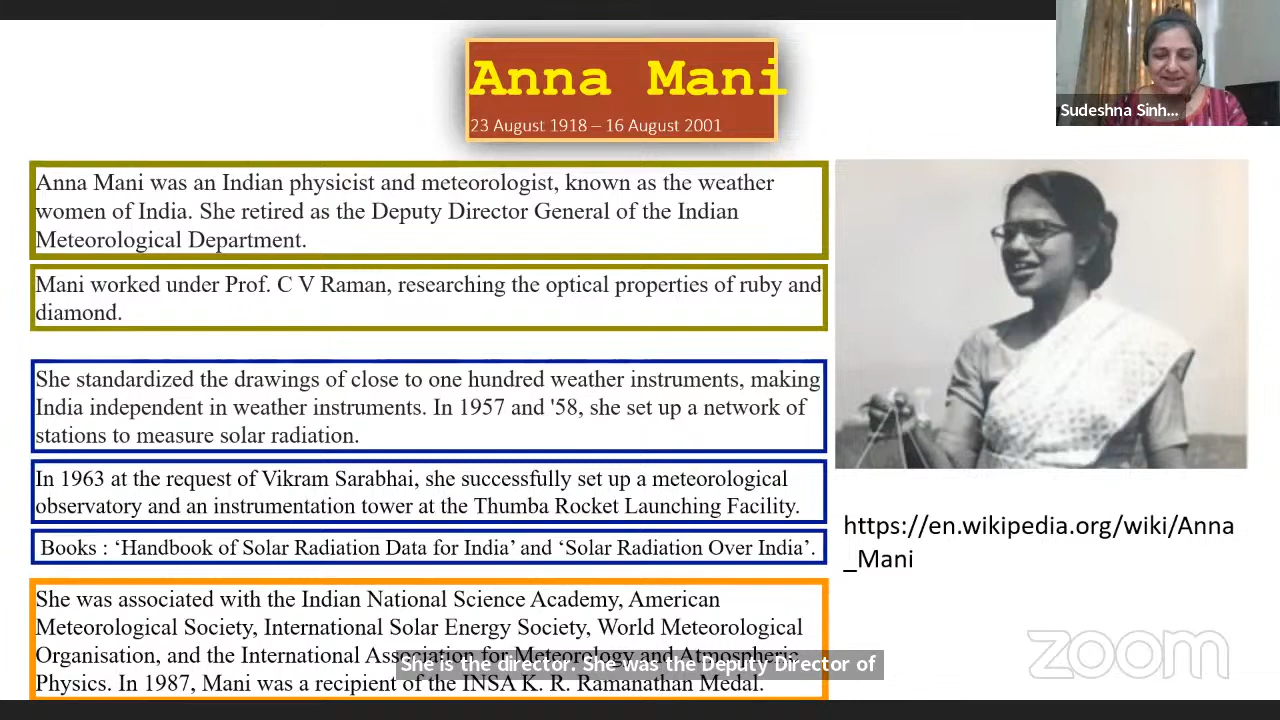 Anna Mani
23 August 1918 – 16 August 2001
Sudeshna Sinh...
Anna Mani was an Indian physicist and meteorologist, known as the weather
women of India. She retired as the Deputy Director General of the Indian
Meteorological Department.
Mani worked under Prof. C V Raman, researching the optical properties of ruby and
diamond.
She standardized the drawings of close to one hundred weather instruments, making
India independent in weather instruments. In 1957 and '58, she set up a network of
stations to measure solar radiation.
In 1963 at the request of Vikram Sarabhai, she successfully set up a meteorological
observatory and an instrumentation tower at the Thumba Rocket Launching Facility.
Books : ‘Handbook of Solar Radiation Data for India’ and ‘Solar Radiation Over India’.
She was associated with the Indian National Science Academy, American
Meteorological Society, International Solar Energy Society, World Meteorological
Organisation, and the International Association for Meteorology and Atmospheric
Physics. In 1987, Mani was a recipient of the INSA K. R. Ramanathan Medal.
https://en.wikipedia.org/wiki/Anna
_Mani
She is the director. She was the Deputy Director of
zoom